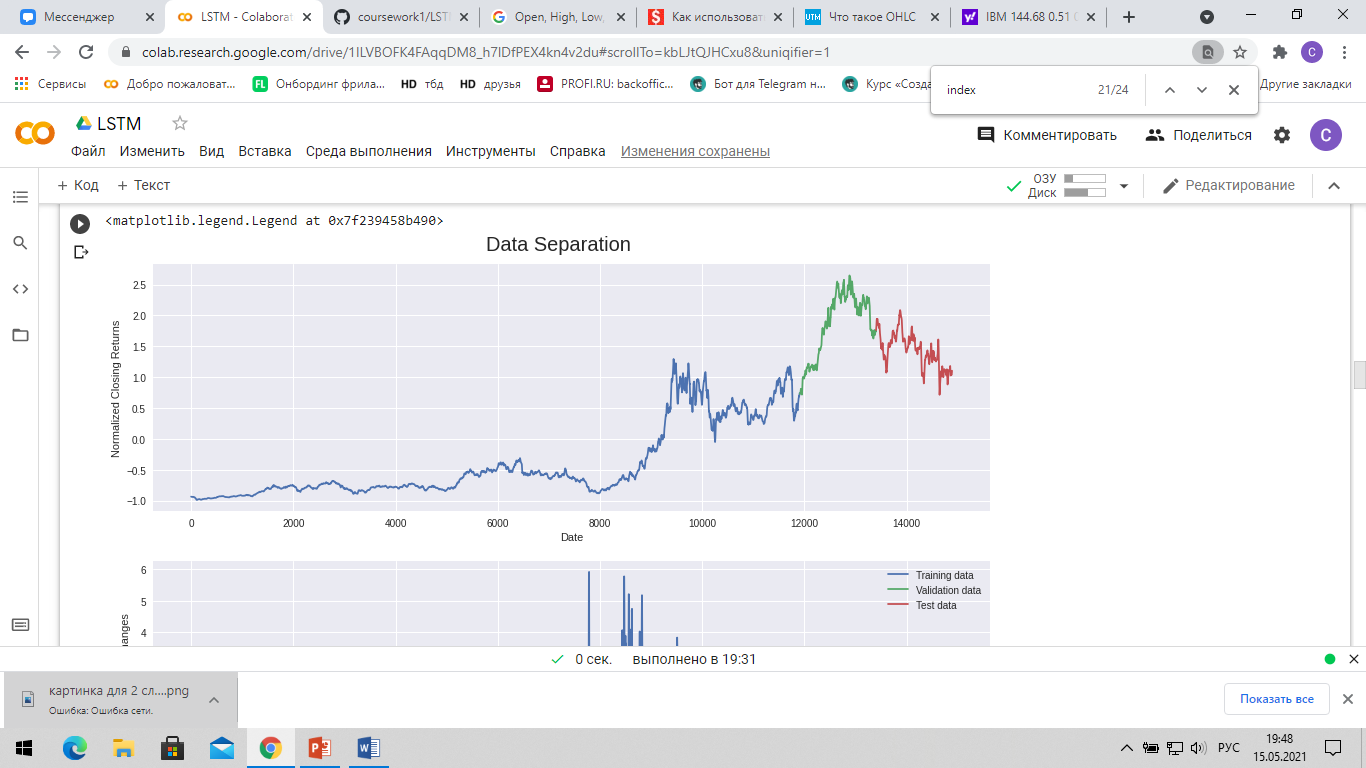 Мессенджер
LSTM - Colaborat
coursework1/LST
Open, High, Low,
Как использоват
Что такое OHLC
IBM 144.68 0.51 0
colab.research.google.com/drive/1ILVBOFK4FAqqDM8_h7IDfPEX4kn4v2du#scrollTo=kbLJtQJHCxu8&uniqifier=1
C
Сервисы
Добро пожаловат...
FL Онбординг фрила...
HD тбд
HD друзья
PROFI.RU: backoffic...
Бот для Telegram н...
Курс «Созда
Другие закладки
index 21/24
LSTM
Файл Изменить Вид Вставка Среда выполнения Инструменты Справка Изменения сохранены
Комментировать
Поделиться
C
+ Код + Текст
ОЗУ
Диск
Редактирование
<matplotlib.legend.Legend at 0x7f239458b490>
Data Separation
Normalized Closing Returns
2.5
2.0
1.5
1.0
0.5
0.0
−0.5
−1.0
0 2000 4000 6000 8000 10000 12000 14000
Date
6
5
4
anges
Training data
Validation data
Test data
0 сек. выполнено в 19:31
картинка для 2 сл....png
Ошибка: Ошибка сети.
Показать все
РУС
19:48
15.05.2021